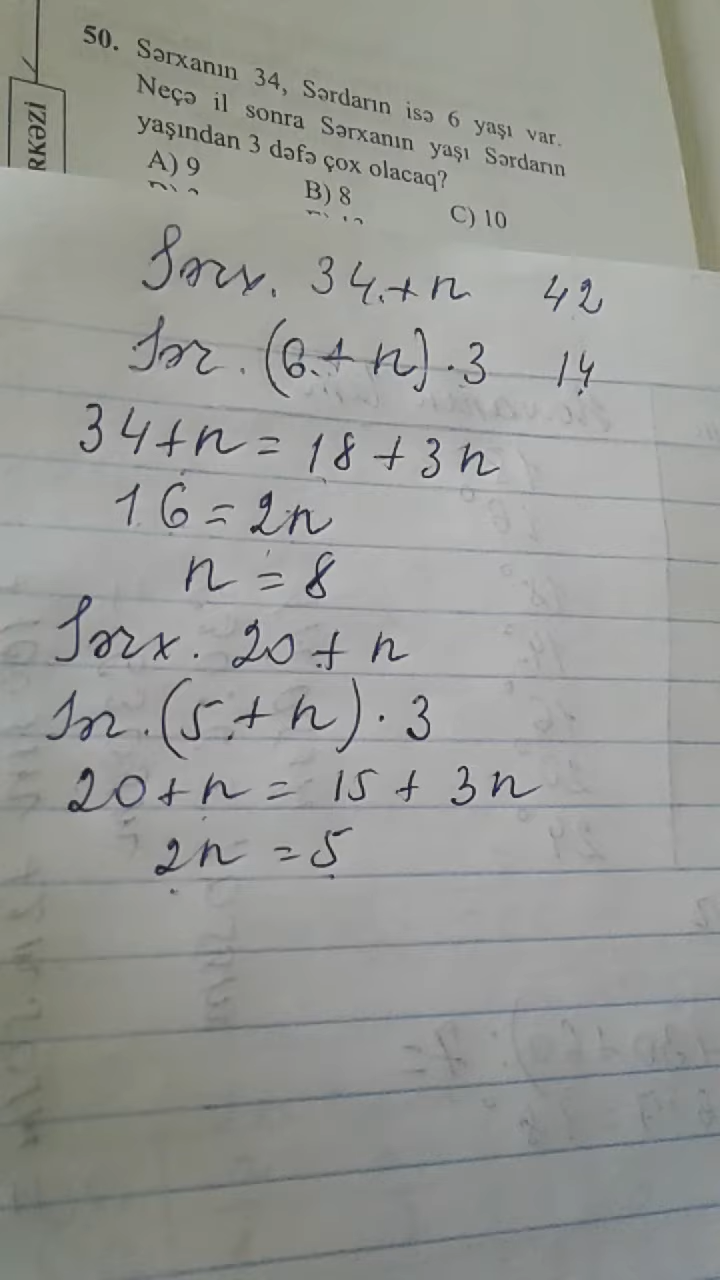 50. Sərxanın 34, Sərdarın isə 6 yaşı var.
Neçə il sonra Sərxanın yaşı Sərdarın
yaşından 3 dəfə çox olacaq?
A) 9
B) 8
C) 10
Sərx. 34+n 42
Sər. (6+n)·3 14
34+n=18+3n
16=2n
n=8
Sərx. 20+n
Sər. (5+n)·3
20+n=15+3n
2n=5